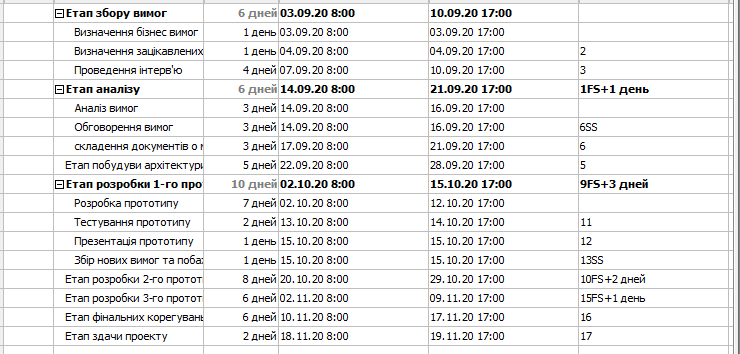 Етап збору вимог 6 дней 03.09.20 8:00 10.09.20 17:00
Визначення бізнес вимог 1 день 03.09.20 8:00 03.09.20 17:00
Визначення зацікавлених 1 день 04.09.20 8:00 04.09.20 17:00 2
Проведення інтерв'ю 4 дней 07.09.20 8:00 10.09.20 17:00 3
Етап аналізу 6 дней 14.09.20 8:00 21.09.20 17:00 1FS+1 день
Аналіз вимог 3 дней 14.09.20 8:00 16.09.20 17:00
Обговорення вимог 3 дней 14.09.20 8:00 16.09.20 17:00 6SS
складення документів о 3 дней 17.09.20 8:00 21.09.20 17:00 6
Етап побудуви архітектури 5 дней 22.09.20 8:00 28.09.20 17:00 5
Етап розробки 1-го про 10 дней 02.10.20 8:00 15.10.20 17:00 9FS+3 дней
Розробка прототипу 7 дней 02.10.20 8:00 12.10.20 17:00
Тестування прототипу 2 дней 13.10.20 8:00 14.10.20 17:00 11
Презентація прототипу 1 день 15.10.20 8:00 15.10.20 17:00 12
Збір нових вимог та поба 1 день 15.10.20 8:00 15.10.20 17:00 13SS
Етап розробки 2-го прото 8 дней 20.10.20 8:00 29.10.20 17:00 10FS+2 дней
Етап розробки 3-го прото 6 дней 02.11.20 8:00 09.11.20 17:00 15FS+1 день
Етап фінальних корегуван 6 дней 10.11.20 8:00 17.11.20 17:00 16
Етап здачи проекту 2 дней 18.11.20 8:00 19.11.20 17:00 17